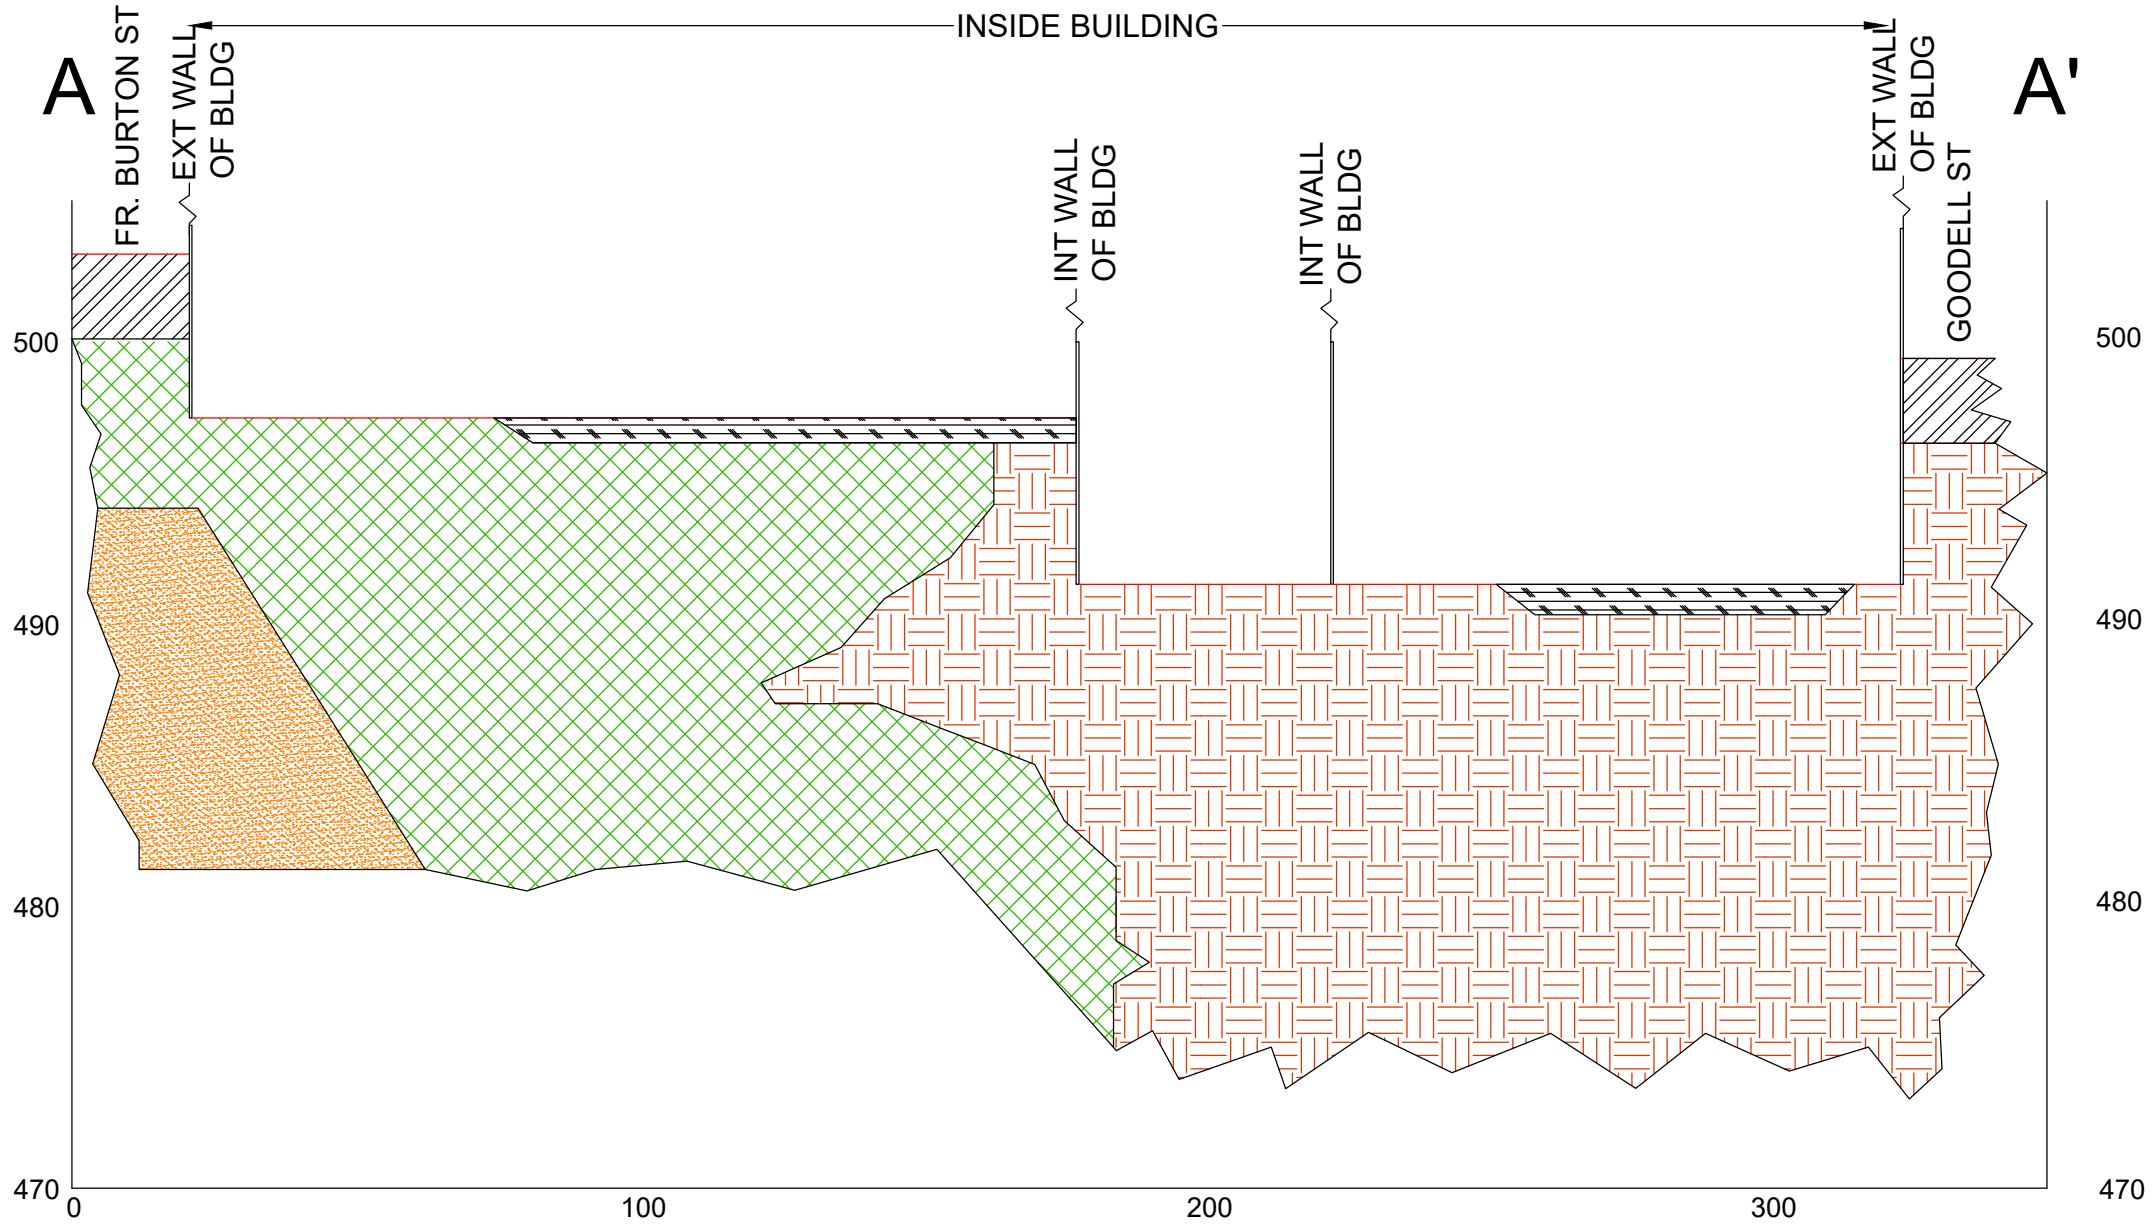 INSIDE BUILDING
A
FR. BURTON ST
EXT WALL
OF BLDG
INT WALL
OF BLDG
INT WALL
OF BLDG
EXT WALL
OF BLDG
GOODELL ST
A'
500
500
490
490
480
480
470
470
0
100
200
300